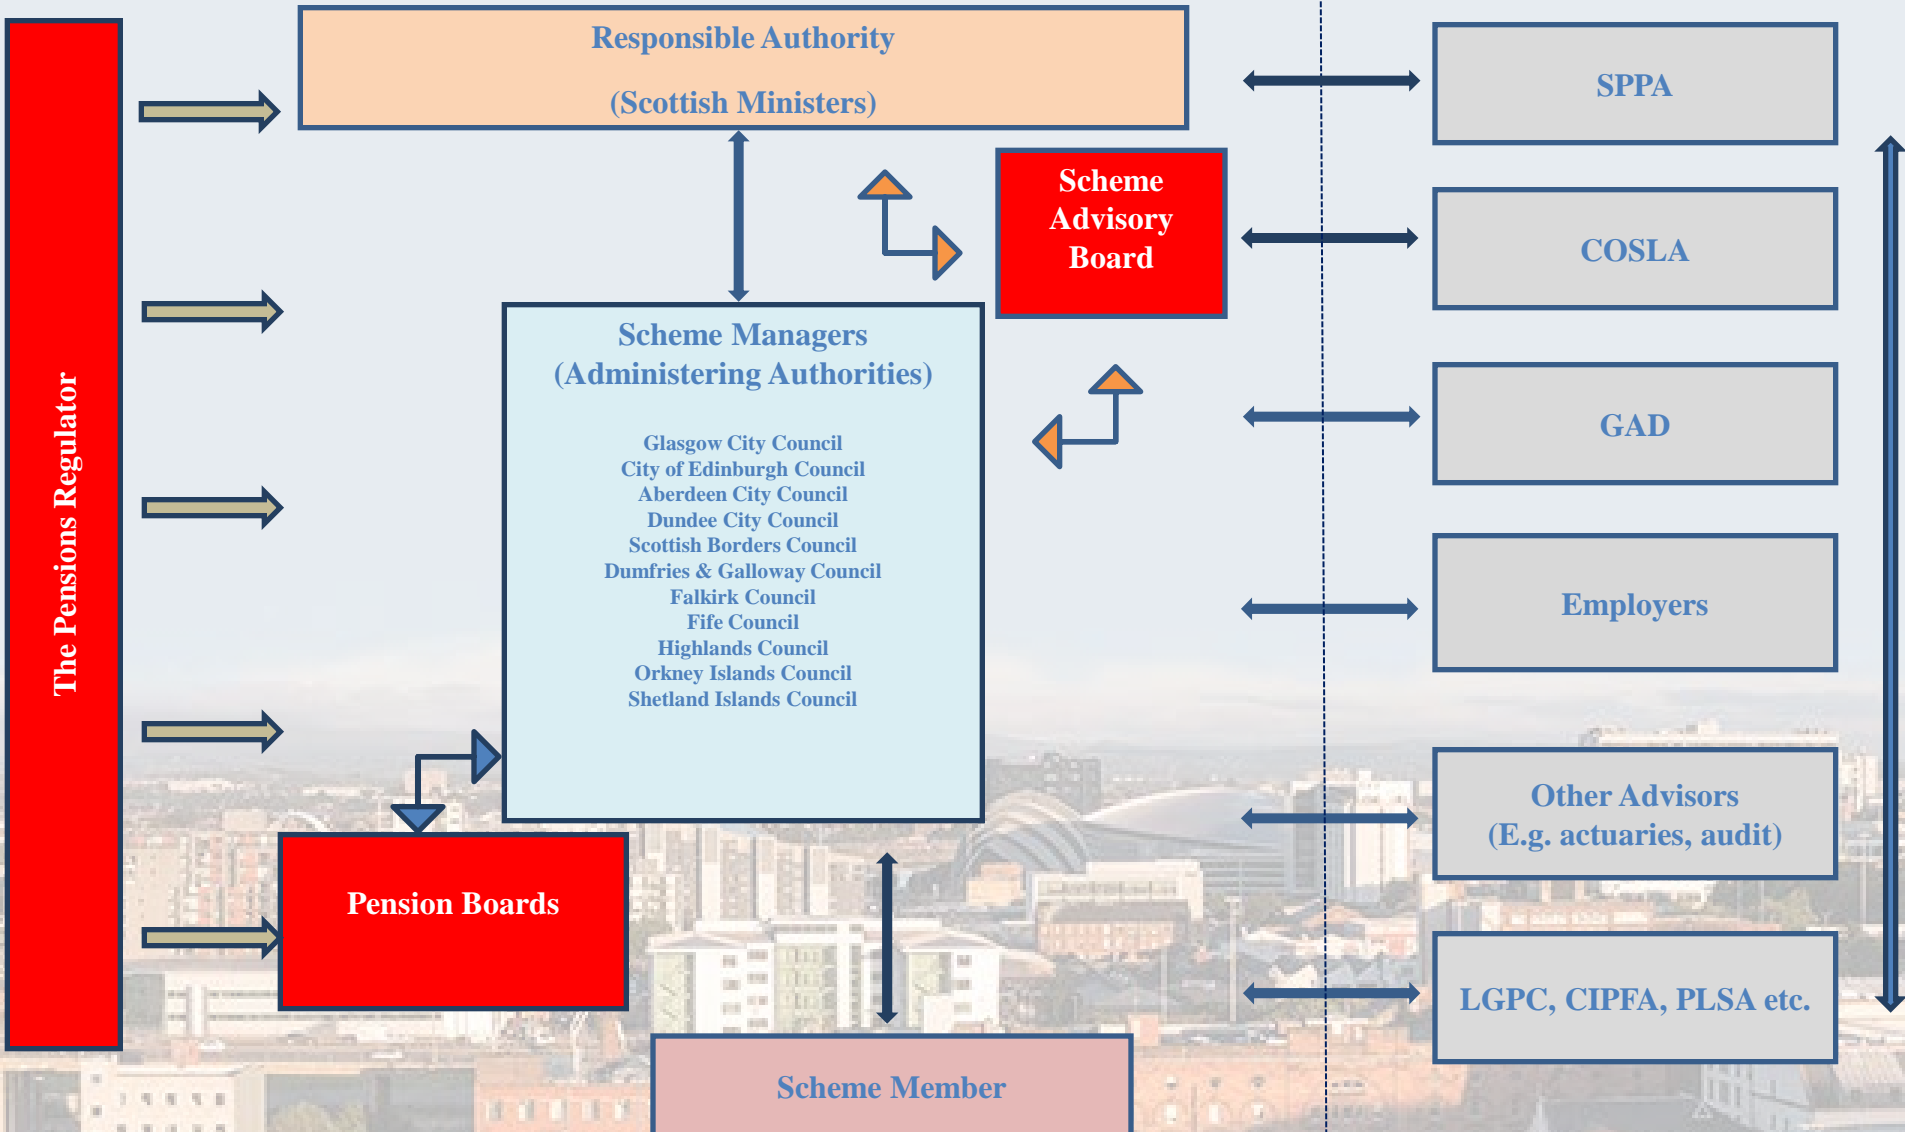 The Pensions Regulator
Responsible Authority
(Scottish Ministers)
Scheme
Advisory
Board
Scheme Managers
(Administering Authorities)
Glasgow City Council
City of Edinburgh Council
Aberdeen City Council
Dundee City Council
Scottish Borders Council
Dumfries & Galloway Council
Falkirk Council
Fife Council
Highlands Council
Orkney Islands Council
Shetland Islands Council
Pension Boards
Scheme Member
SPPA
COSLA
GAD
Employers
Other Advisors
(E.g. actuaries, audit)
LGPC, CIPFA, PLSA etc.